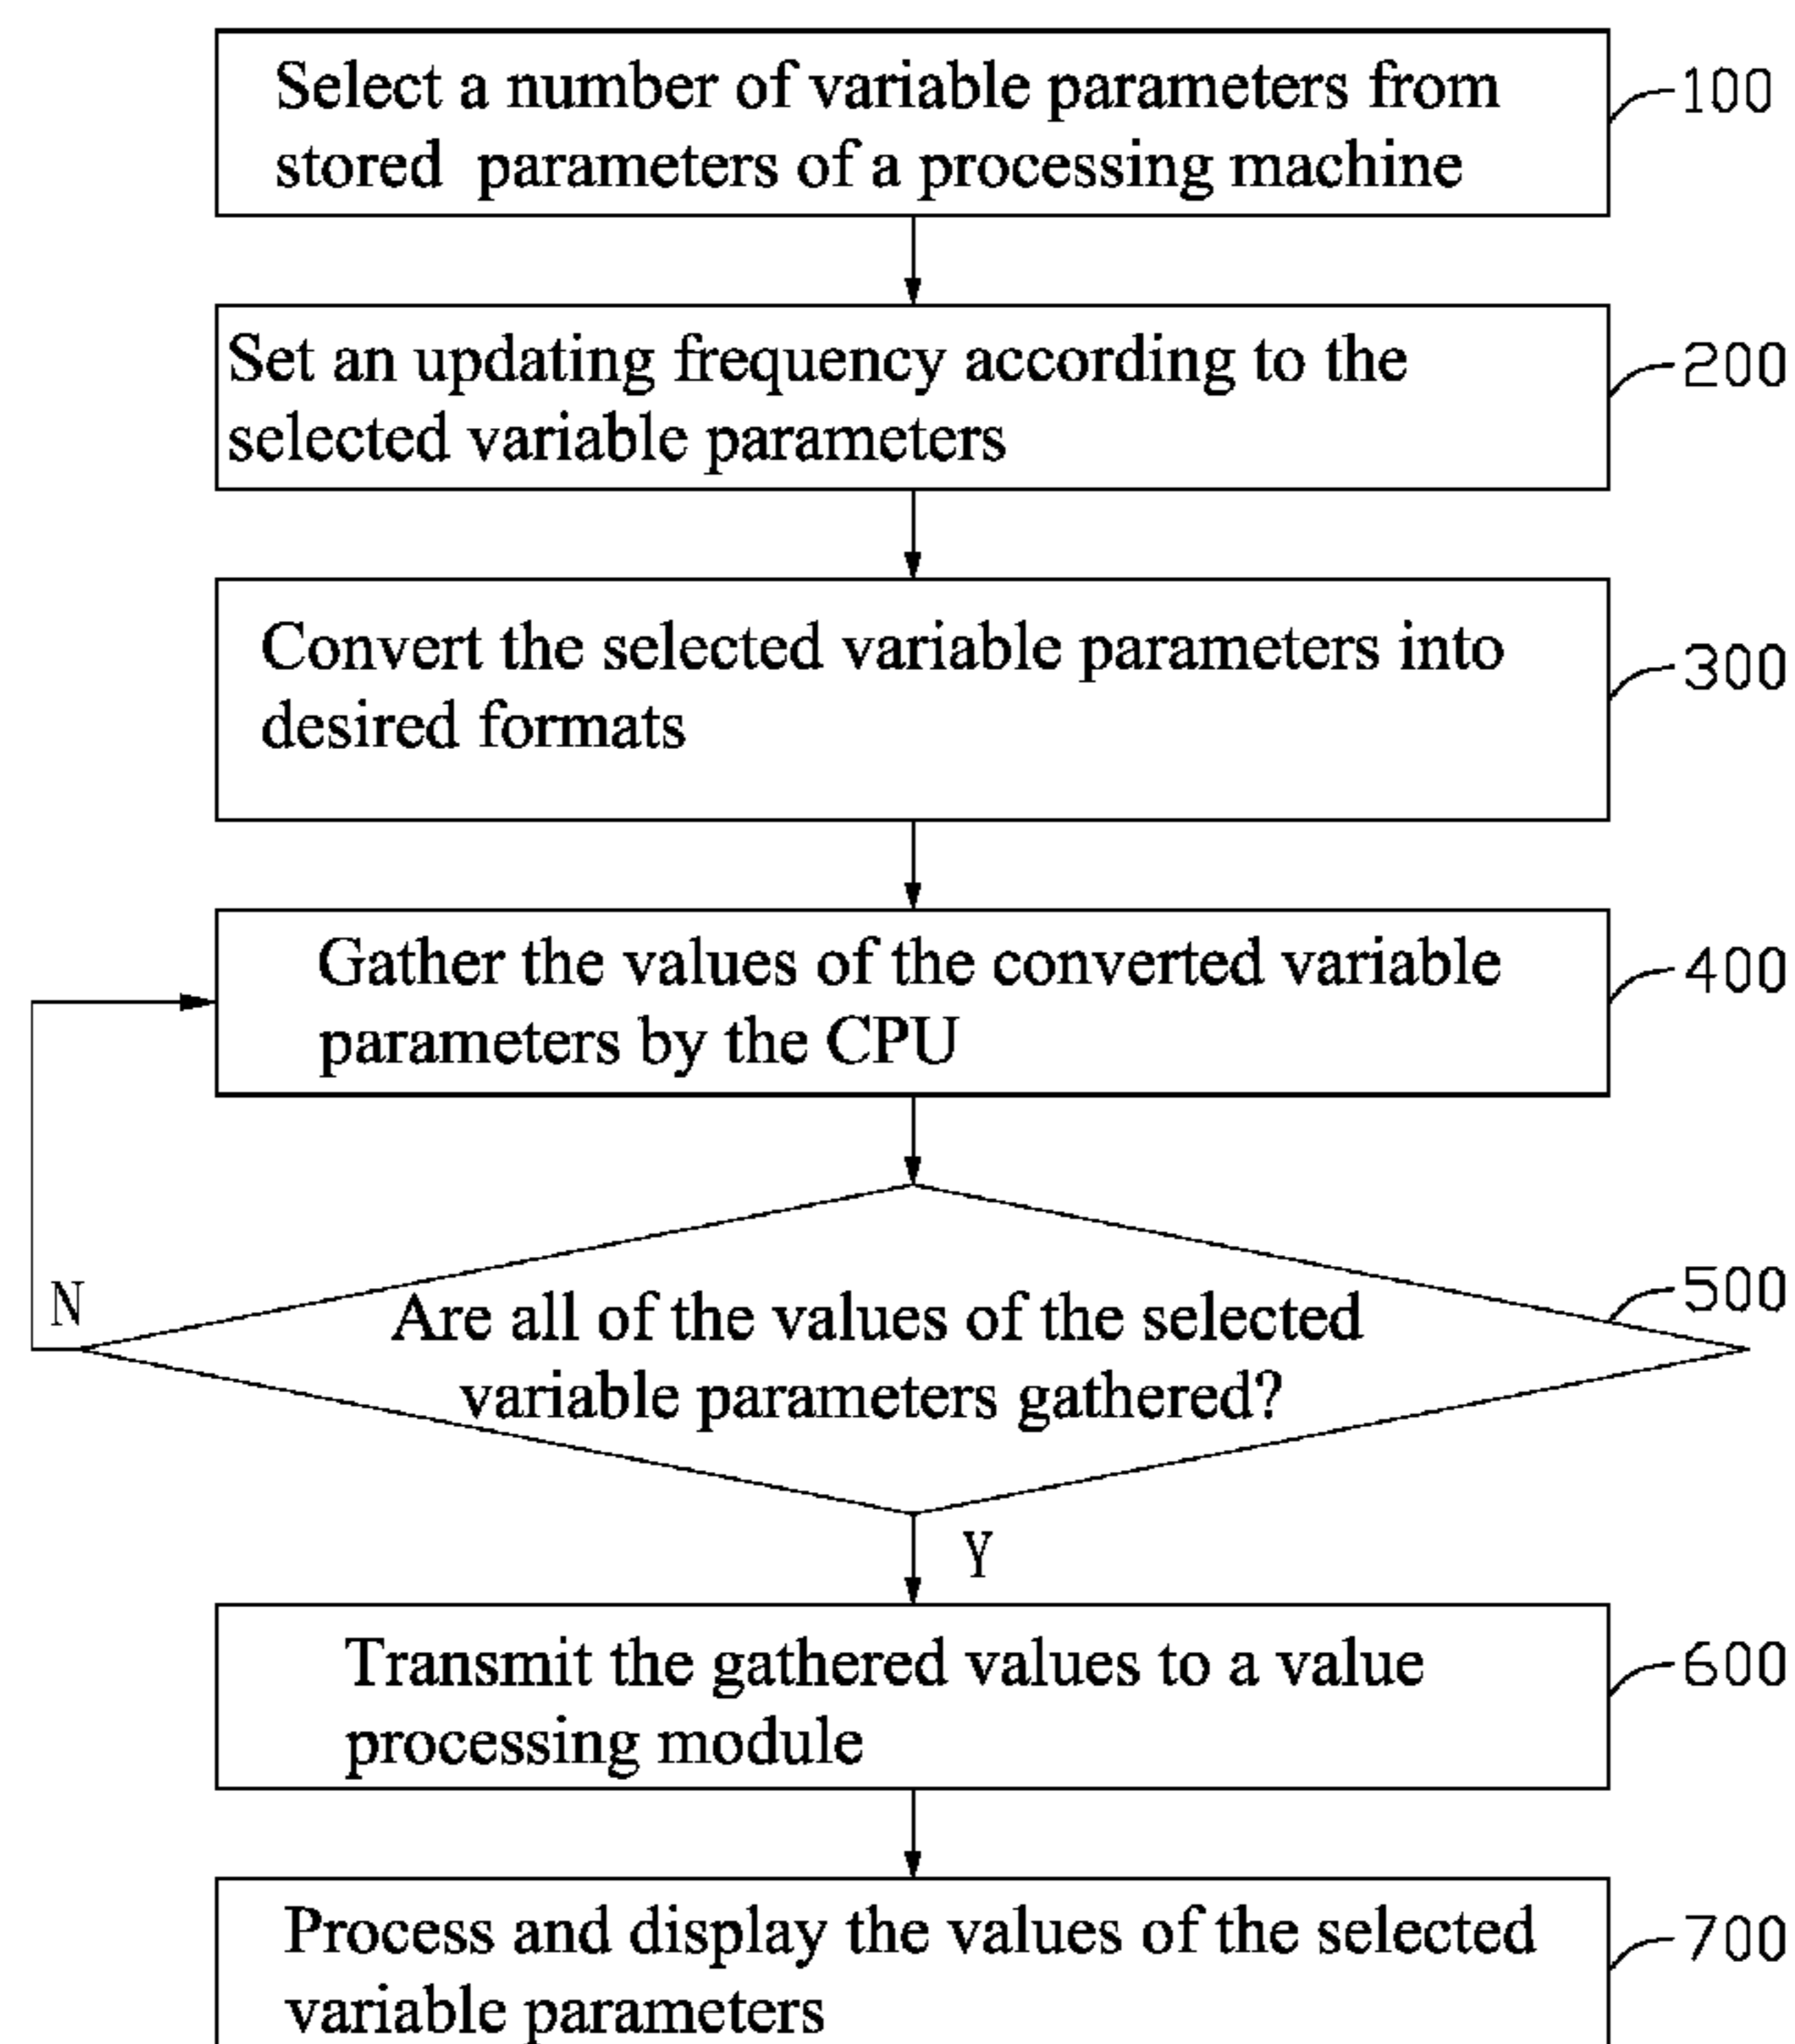 Select a number of variable parameters from
stored parameters of a processing machine
100
Set an updating frequency according to the
selected variable parameters
200
Convert the selected variable parameters into
desired formats
300
Gather the values of the converted variable
parameters by the CPU
400
Are all of the values of the selected
variable parameters gathered?
500
N
Y
Transmit the gathered values to a value
processing module
600
Process and display the values of the selected
variable parameters
700